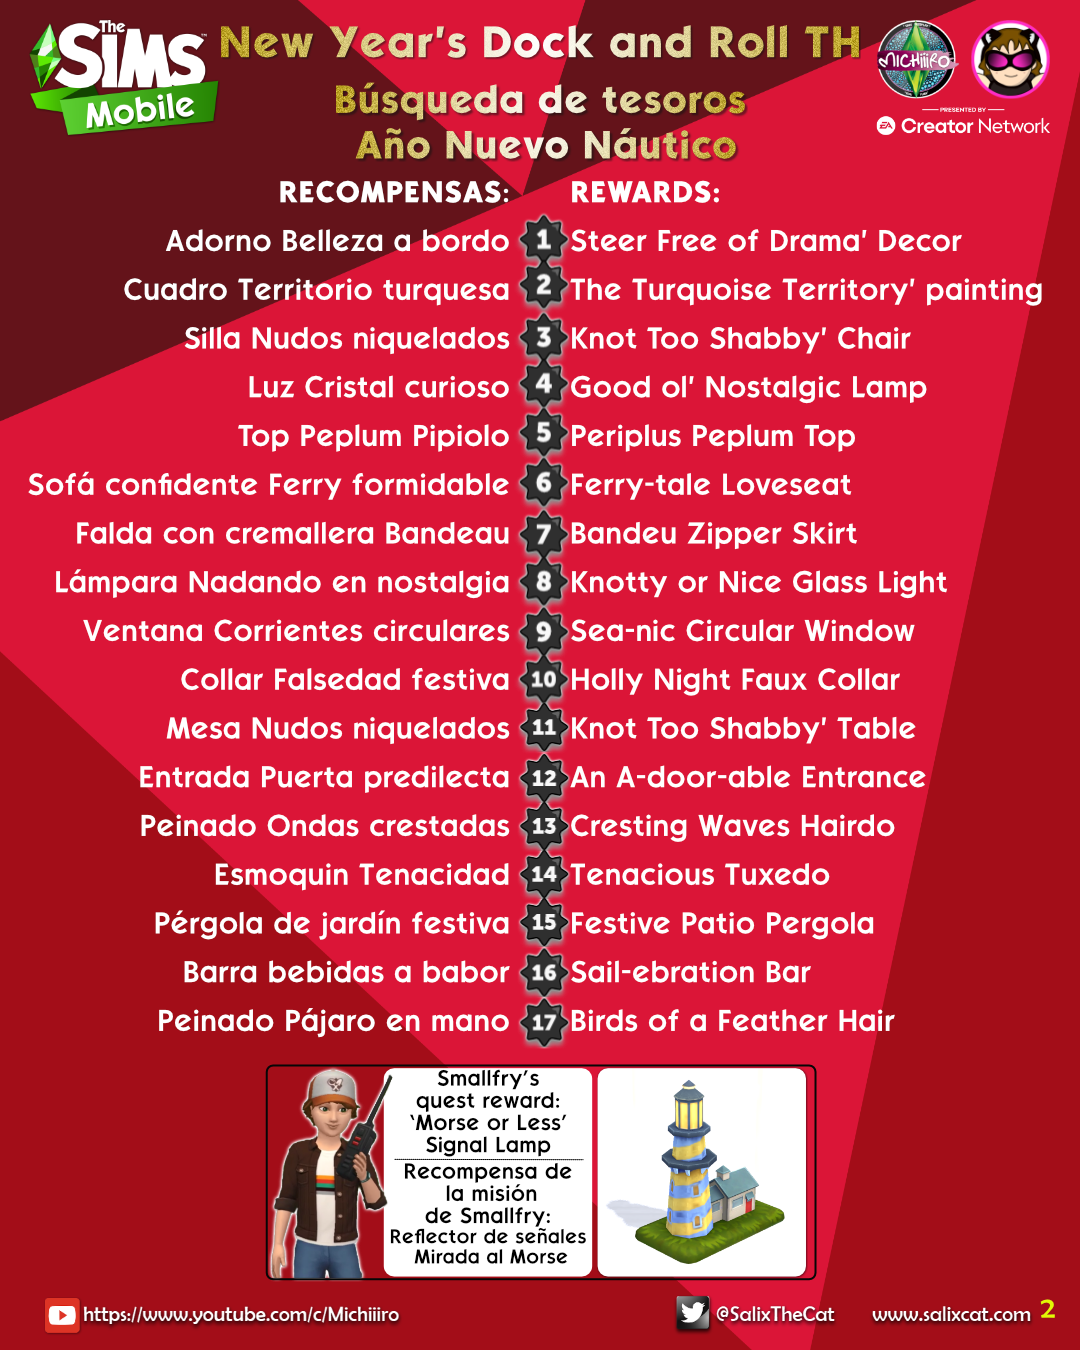 The
SiMS
Mobile
New Year's Dock and Roll TH
Búsqueda de tesoros
Año Nuevo Náutico
MICHIIIRO
PRESENTED BY
EA Creator Network
RECOMPENSAS: REWARDS:
Adorno Belleza a bordo 1 Steer Free of Drama' Decor
Cuadro Territorio turquesa 2 The Turquoise Territory' painting
Silla Nudos niquelados 3 Knot Too Shabby' Chair
Luz Cristal curioso 4 Good ol' Nostalgic Lamp
Top Peplum Pipiolo 5 Periplus Peplum Top
Sofá confidente Ferry formidable 6 Ferry-tale Loveseat
Falda con cremallera Bandeau 7 Bandeu Zipper Skirt
Lámpara Nadando en nostalgia 8 Knotty or Nice Glass Light
Ventana Corrientes circulares 9 Sea-nic Circular Window
Collar Falsedad festiva 10 Holly Night Faux Collar
Mesa Nudos niquelados 11 Knot Too Shabby' Table
Entrada Puerta predilecta 12 An A-door-able Entrance
Peinado Ondas crestadas 13 Cresting Waves Hairdo
Esmoquin Tenacidad 14 Tenacious Tuxedo
Pérgola de jardín festiva 15 Festive Patio Pergola
Barra bebidas a babor 16 Sail-ebration Bar
Peinado Pájaro en mano 17 Birds of a Feather Hair
Smallfry's
quest reward:
'Morse or Less'
Signal Lamp
Recompensa de
la misión
de Smallfry:
Reflector de señales
Mirada al Morse
https://www.youtube.com/c/Michiiiro @SalixTheCat www.salixcat.com 2